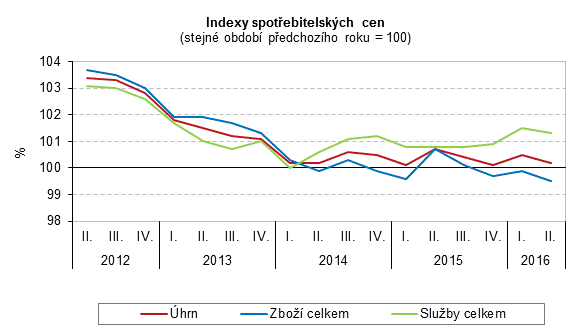 Indexy spotřebitelských cen
(stejné období předchozího roku = 100)
104
103
102
101
100
99
98
%
II. III. IV. I. II. III. IV. I. II. III. IV. I. II. III. IV. I. II.
2012 2013 2014 2015 2016
Úhrn Zboží celkem Služby celkem